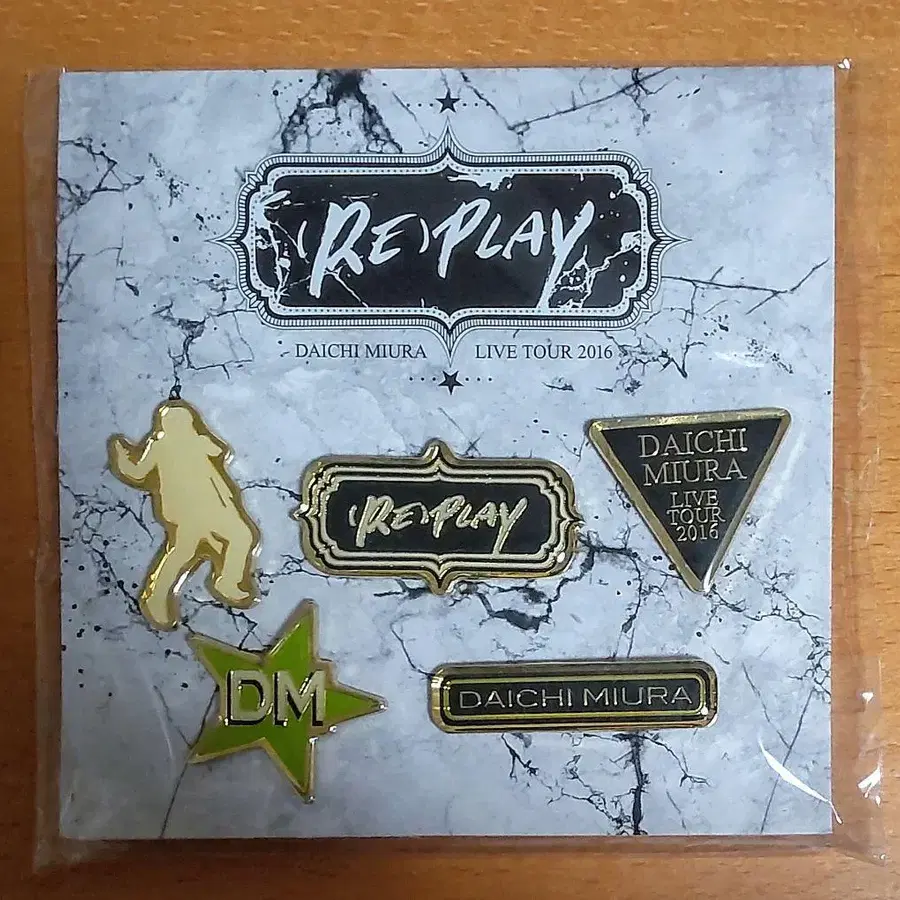 (RE)PLAY
DAICHI MIURA LIVE TOUR 2016
(RE)PLAY
DAICHI
MIURA
LIVE
TOUR
2016
DM
DAICHI MIURA